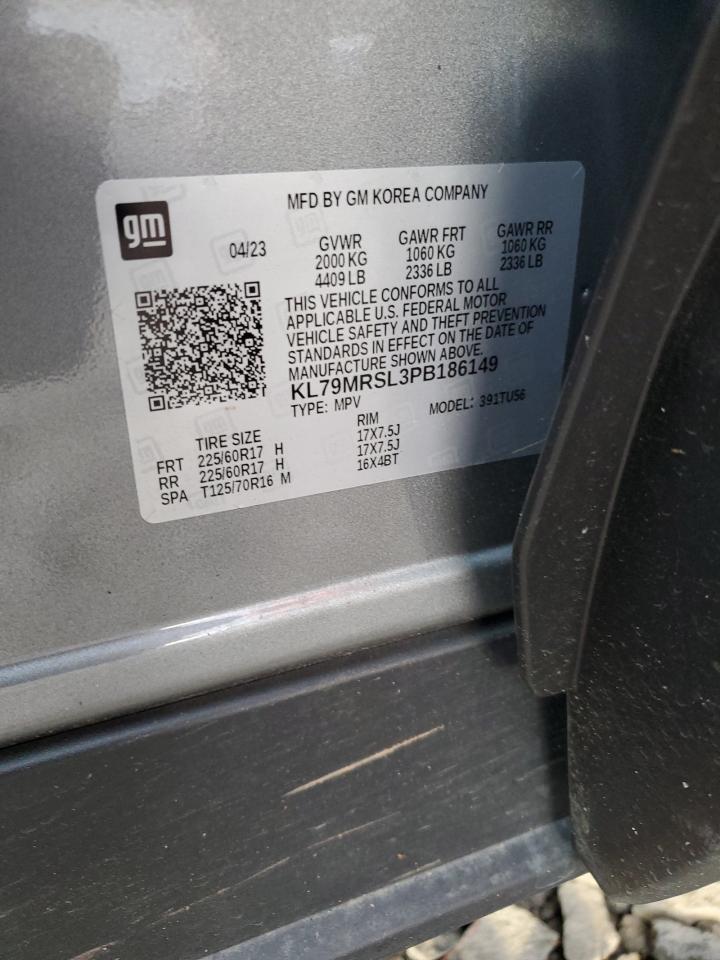 MFD BY GM KOREA COMPANY
gm
04/23
GVWR GAWR FRT GAWR RR
2000 KG 1060 KG 1060 KG
4409 LB 2336 LB 2336 LB
THIS VEHICLE CONFORMS TO ALL
APPLICABLE U.S. FEDERAL MOTOR
VEHICLE SAFETY AND THEFT PREVENTION
STANDARDS IN EFFECT ON THE DATE OF
MANUFACTURE SHOWN ABOVE.
KL79MRSL3PB186149
TYPE: MPV MODEL: 391TU56
TIRE SIZE RIM
FRT 225/60R17 H 17X7.5J
RR 225/60R17 H 17X7.5J
SPA T125/70R16 M 16X4BT